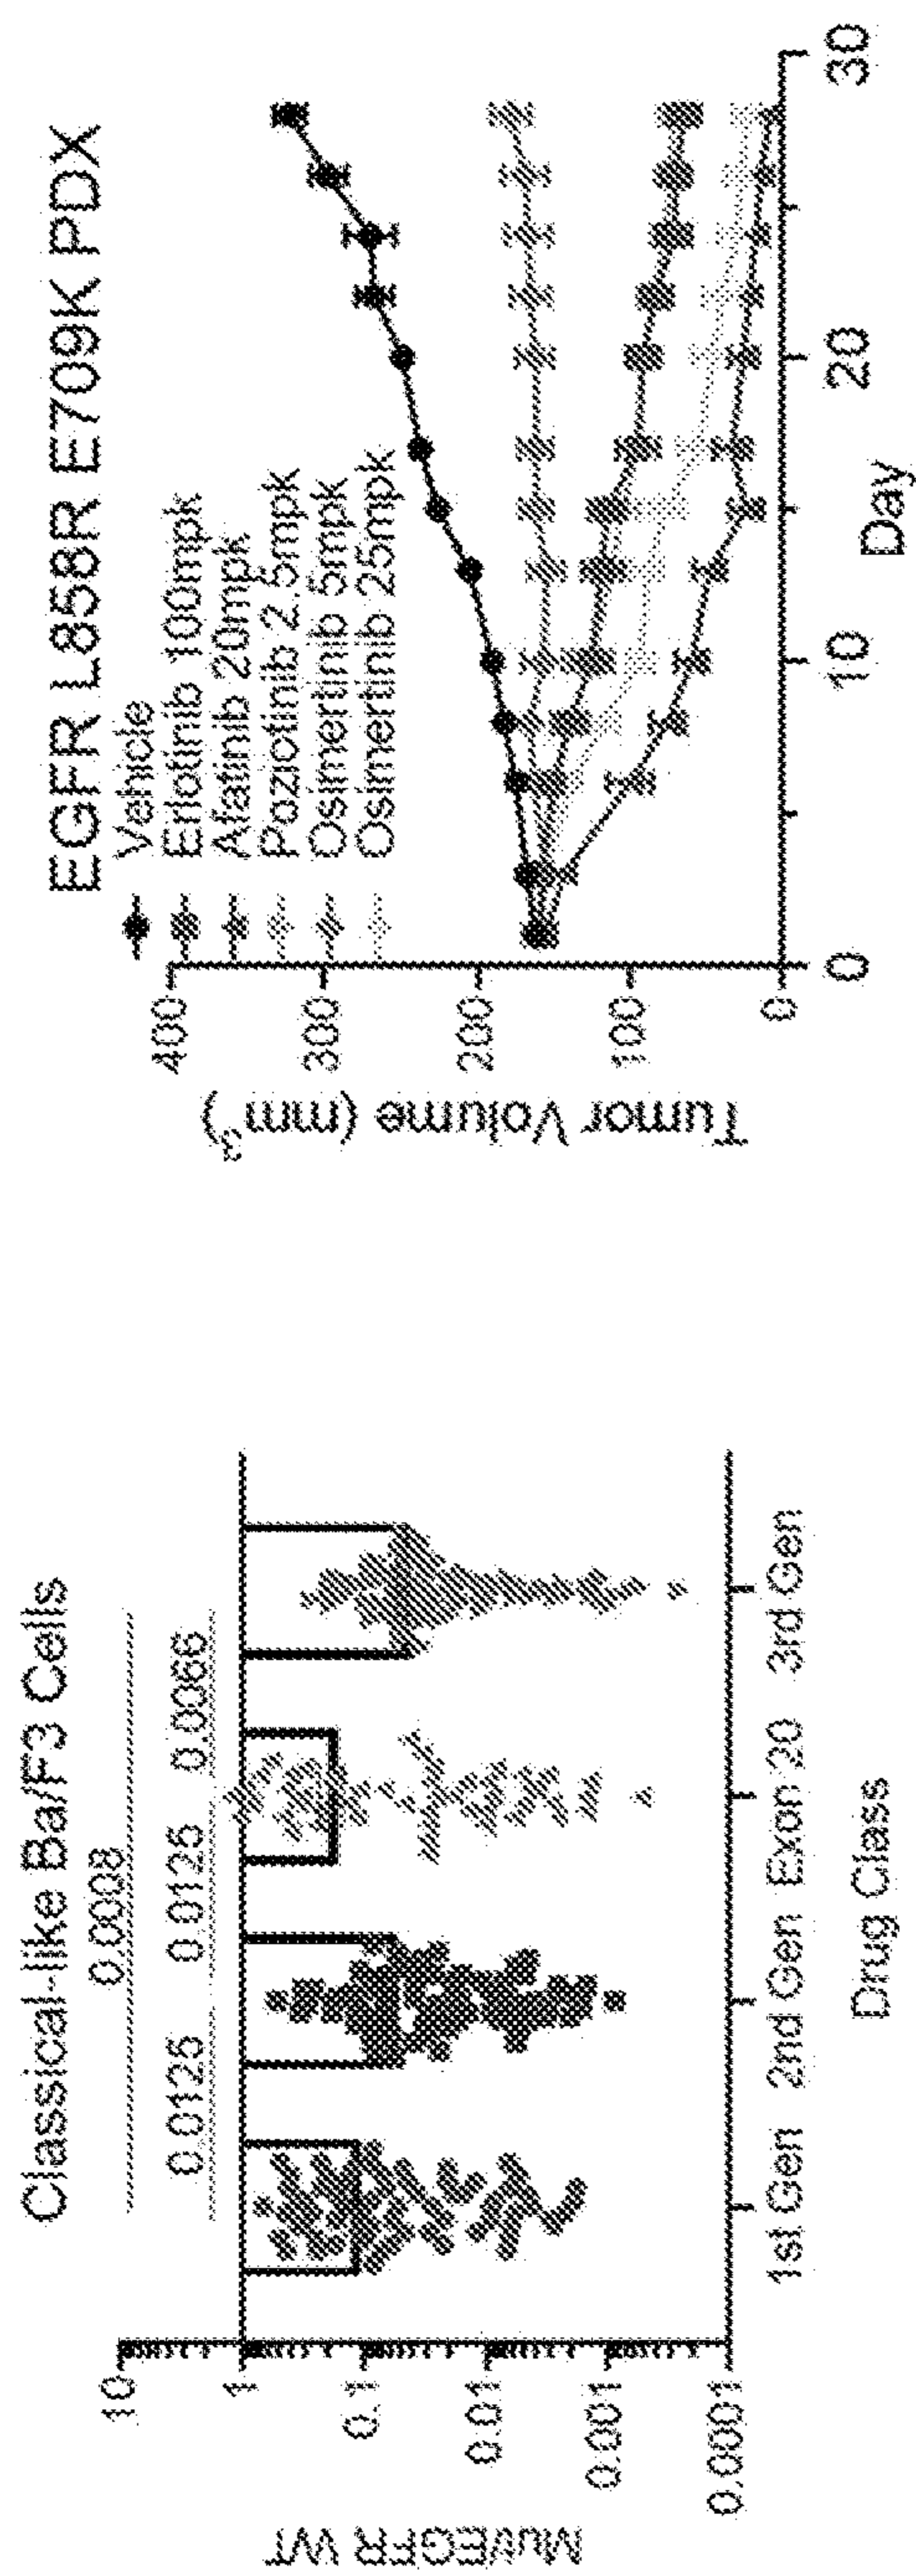 Classical-like Ba/F3 Cells
0.0008
0.0125 0.0125 0.0066
10
1
0.1
0.01
0.001
0.0001
Mut/EGFR WT
1st Gen 2nd Gen Exon 20 3rd Gen
Drug Class
EGFR L858R E709K PDX
Vehicle
Erlotinib 100mpk
Afatinib 20mpk
Poziotinib 2.5mpk
Osimertinib 5mpk
Osimertinib 25mpk
400
300
200
100
0
Tumor Volume (mm³)
0 10 20 30
Day